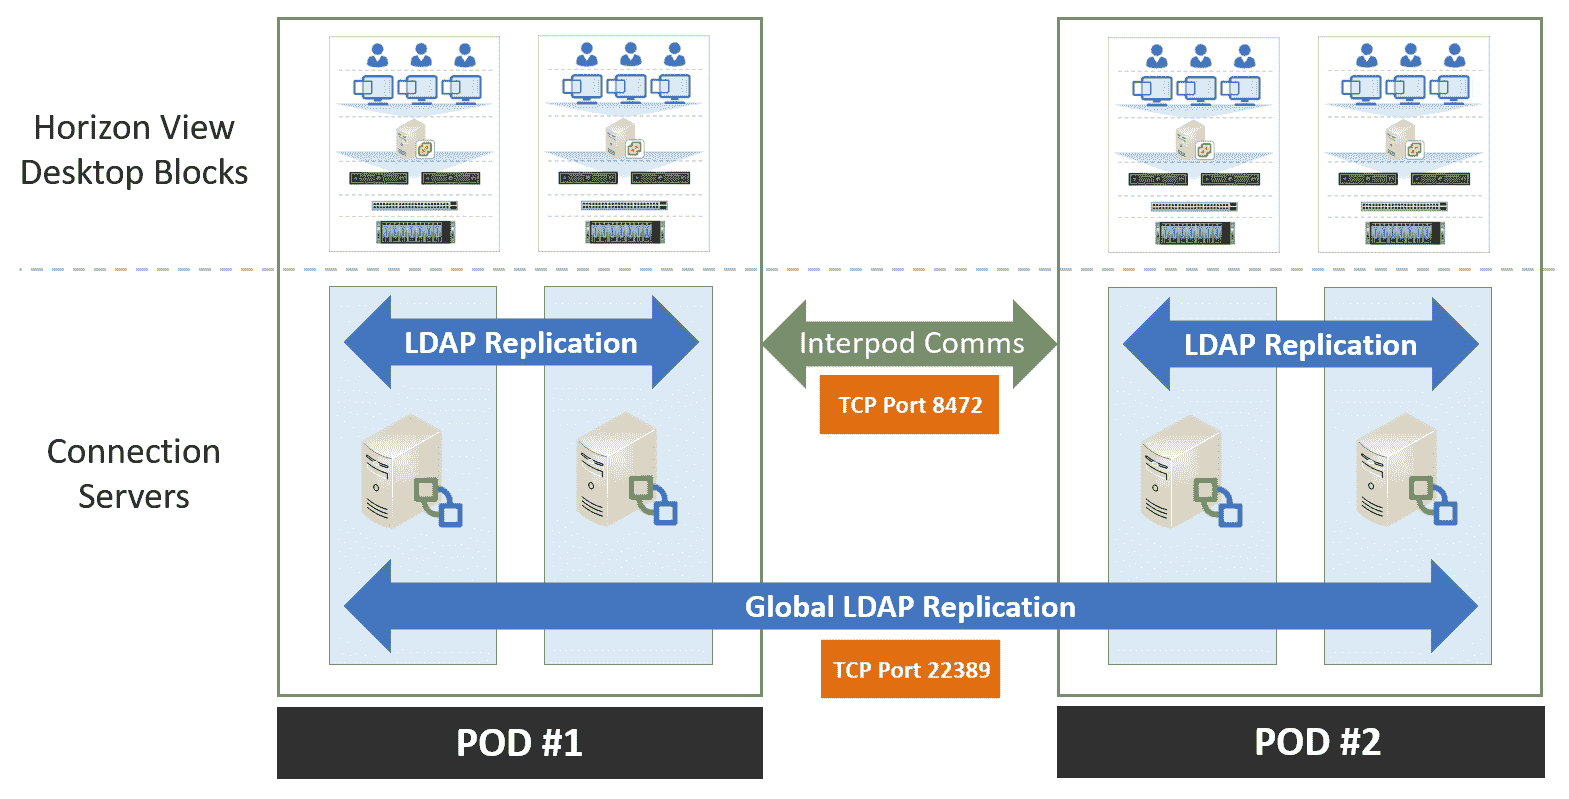 Horizon View
Desktop Blocks
LDAP Replication
Interpod Comms
LDAP Replication
TCP Port 8472
Connection
Servers
Global LDAP Replication
TCP Port 22389
POD #1
POD #2